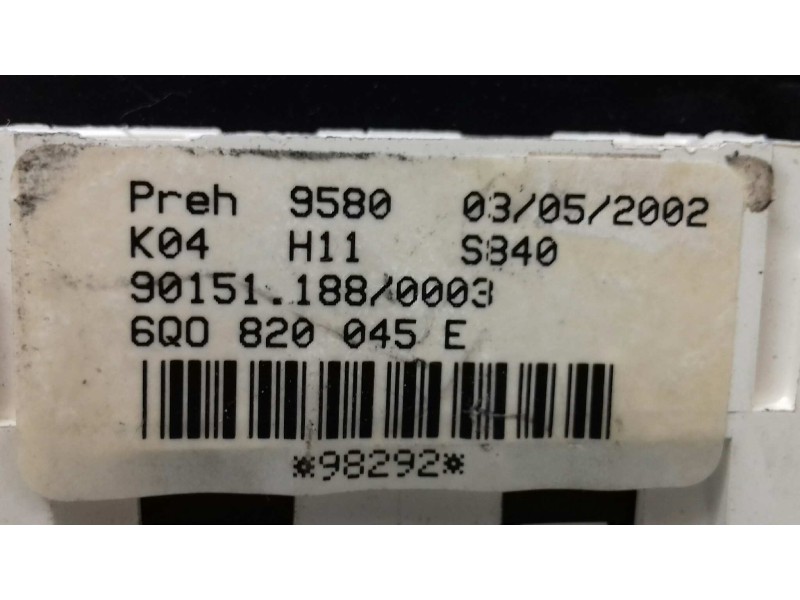 Preh 9580 03/05/2002
K04 H11 S840
90151.188/0003
6Q0 820 045 E
*98292*